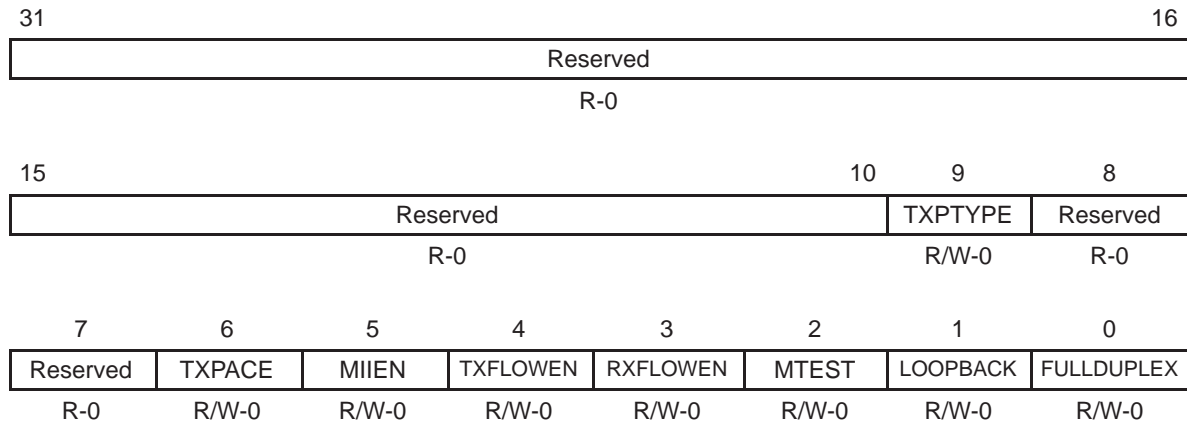 31 16
Reserved
R-0
15 10 9 8
Reserved TXPTYPE Reserved
R-0 R/W-0 R-0
7 6 5 4 3 2 1 0
Reserved TXPACE MIIEN TXFLOWEN RXFLOWEN MTEST LOOPBACK FULLDUPLEX
R-0 R/W-0 R/W-0 R/W-0 R/W-0 R/W-0 R/W-0 R/W-0